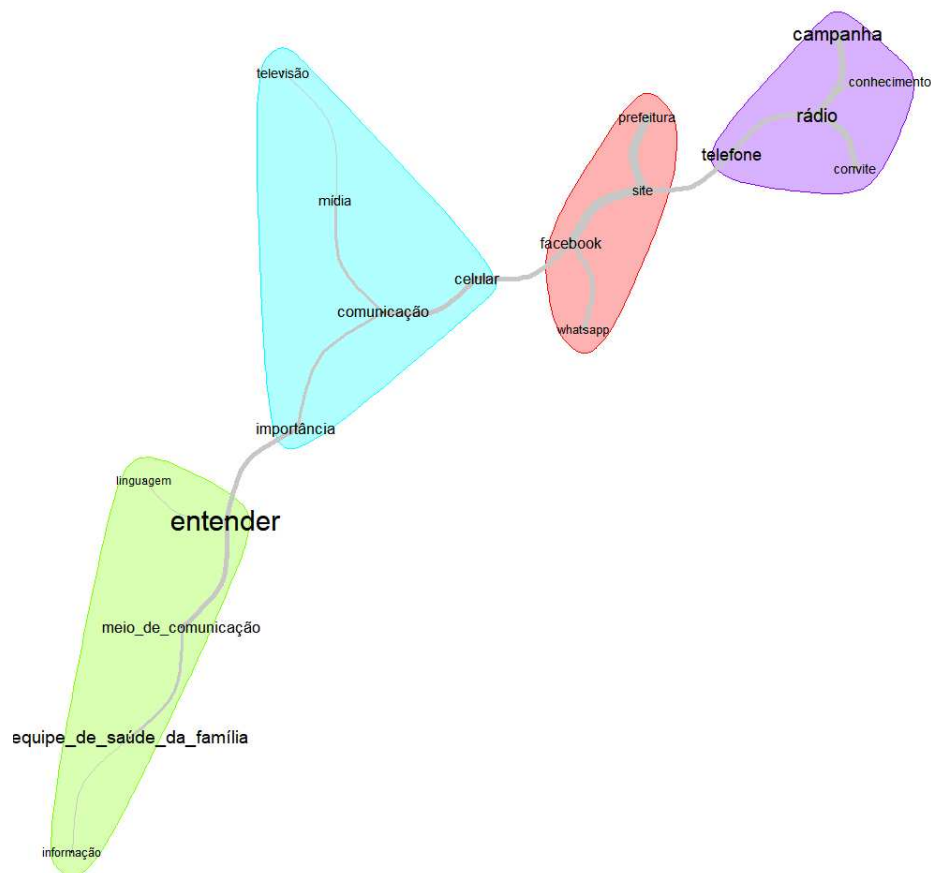 campanha
televisão
conhecimento
prefeitura
rádio
telefone
convite
site
mídia
facebook
celular
comunicação
whatsapp
importância
linguagem
entender
meio_de_comunicação
equipe_de_saúde_da_família
informação